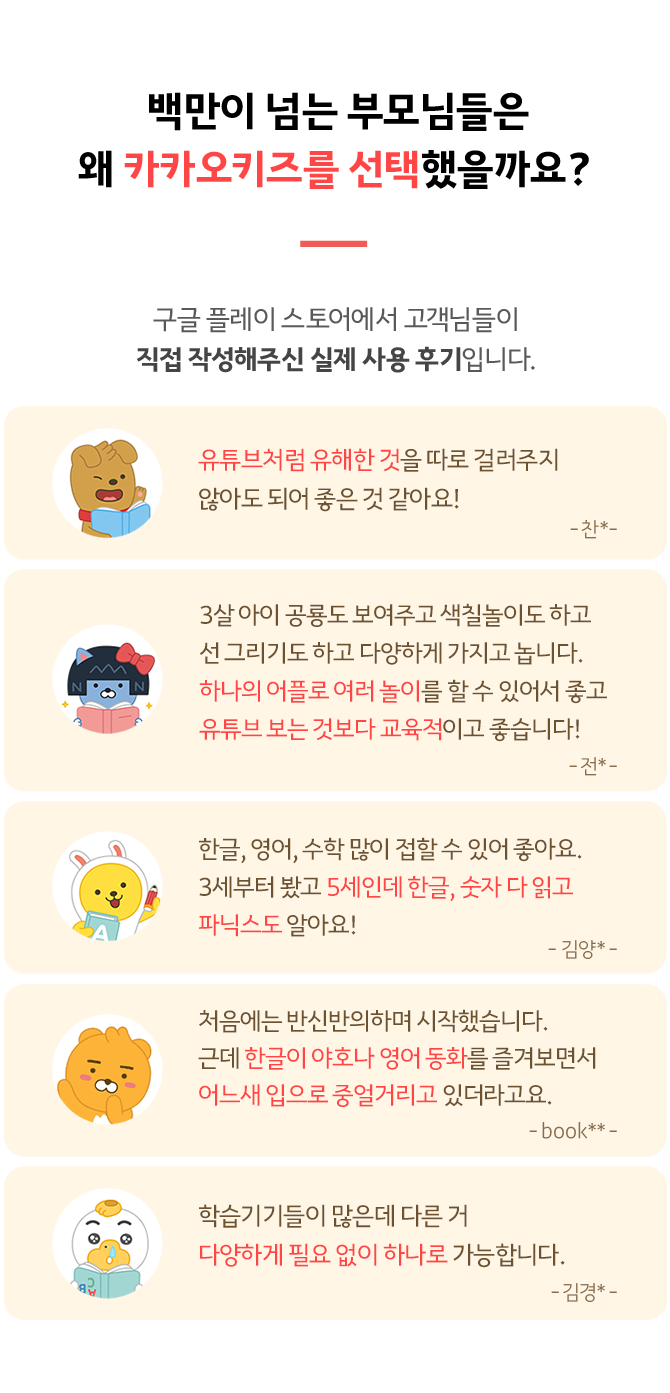 백만이 넘는 부모님들은
왜 카카오키즈를 선택했을까요?
구글 플레이 스토어에서 고객님들이
직접 작성해주신 실제 사용 후기입니다.
유튜브처럼 유해한 것을 따로 걸러주지
않아도 되어 좋은 것 같아요!
- 찬*-
3살 아이 공룡도 보여주고 색칠놀이도 하고
선 그리기도 하고 다양하게 가지고 놉니다.
하나의 어플로 여러 놀이를 할 수 있어서 좋고
유튜브 보는 것보다 교육적이고 좋습니다!
- 전* -
한글, 영어, 수학 많이 접할 수 있어 좋아요.
3세부터 봤고 5세인데 한글, 숫자 다 읽고
파닉스도 알아요!
- 김양* -
A
처음에는 반신반의하며 시작했습니다.
근데 한글이 야호나 영어 동화를 즐겨보면서
어느새 입으로 중얼거리고 있더라고요.
- book** -
학습기기들이 많은데 다른 거
다양하게 필요 없이 하나로 가능합니다.
- 김경* -
ABC